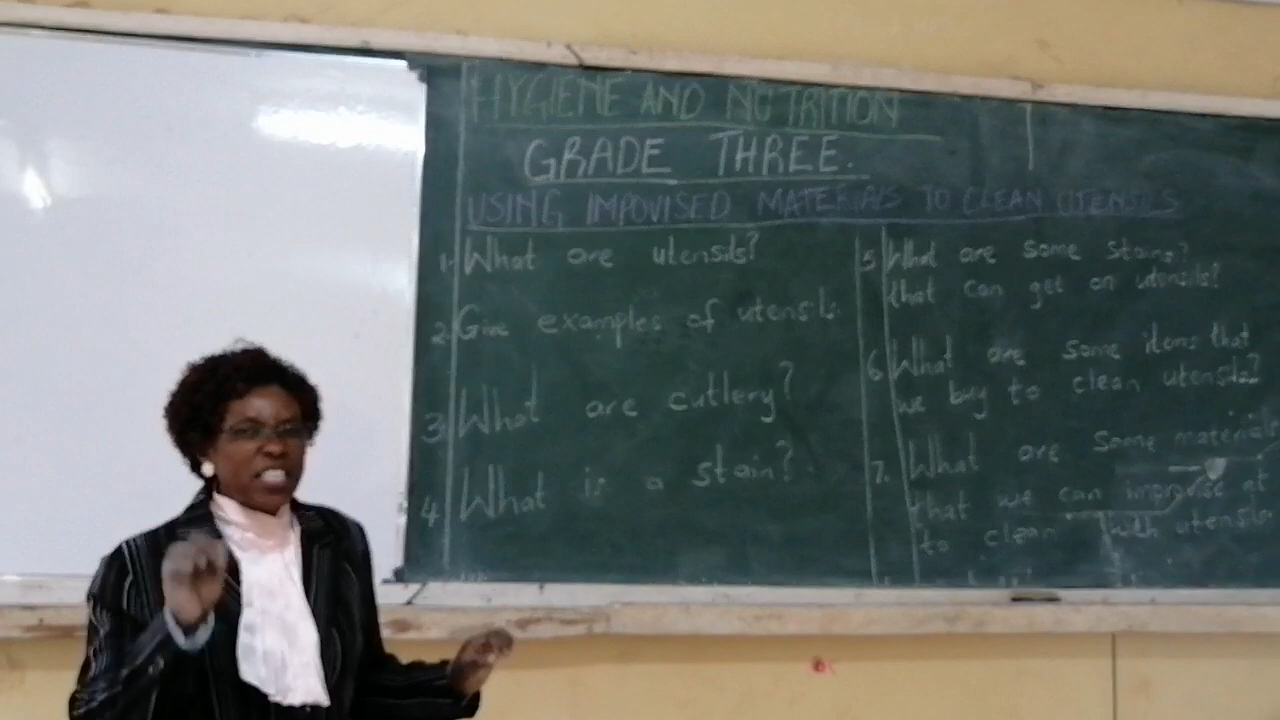 HYGIENE AND NUTRITION
GRADE THREE.
USING IMPOVISED MATERIALS TO CLEAN UTENSILS
1. What are utensils?
2. Give examples of utensils.
3. What are cutlery?
4. What is a stain?
5 What are some stains?
that can get on utensils?
6. What are some items that
we buy to clean utensils?
7. What are some materials
that we can improvise at
to clean with utensils